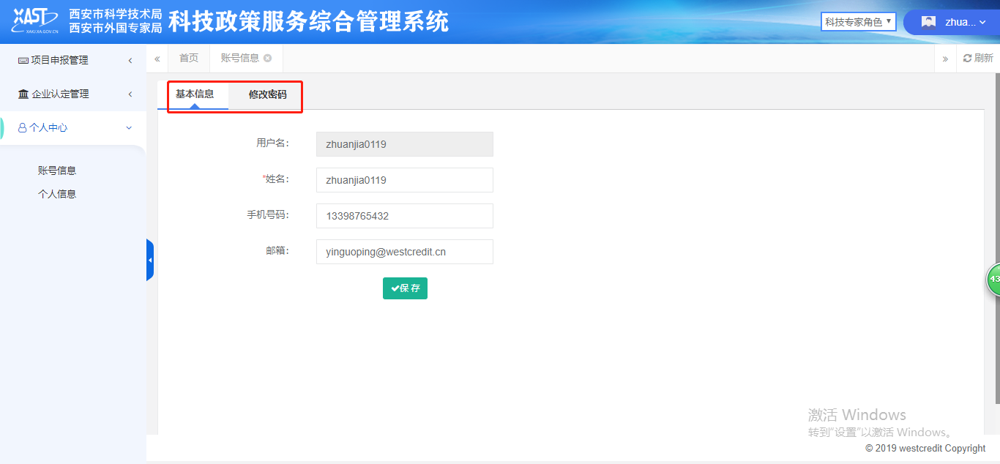 XAST
XAKJ.XA.GOV.CN
西安市科学技术局
西安市外国专家局
科技政策服务综合管理系统
科技专家角色
zhua...
项目申报管理
企业认定管理
个人中心
账号信息
个人信息
首页
账号信息
刷新
基本信息
修改密码
用户名：
zhuanjia0119
*姓名：
zhuanjia0119
手机号码：
13398765432
邮箱：
yinguoping@westcredit.cn
保 存
43
激活 Windows
转到"设置"以激活 Windows。
© 2019 westcredit Copyright